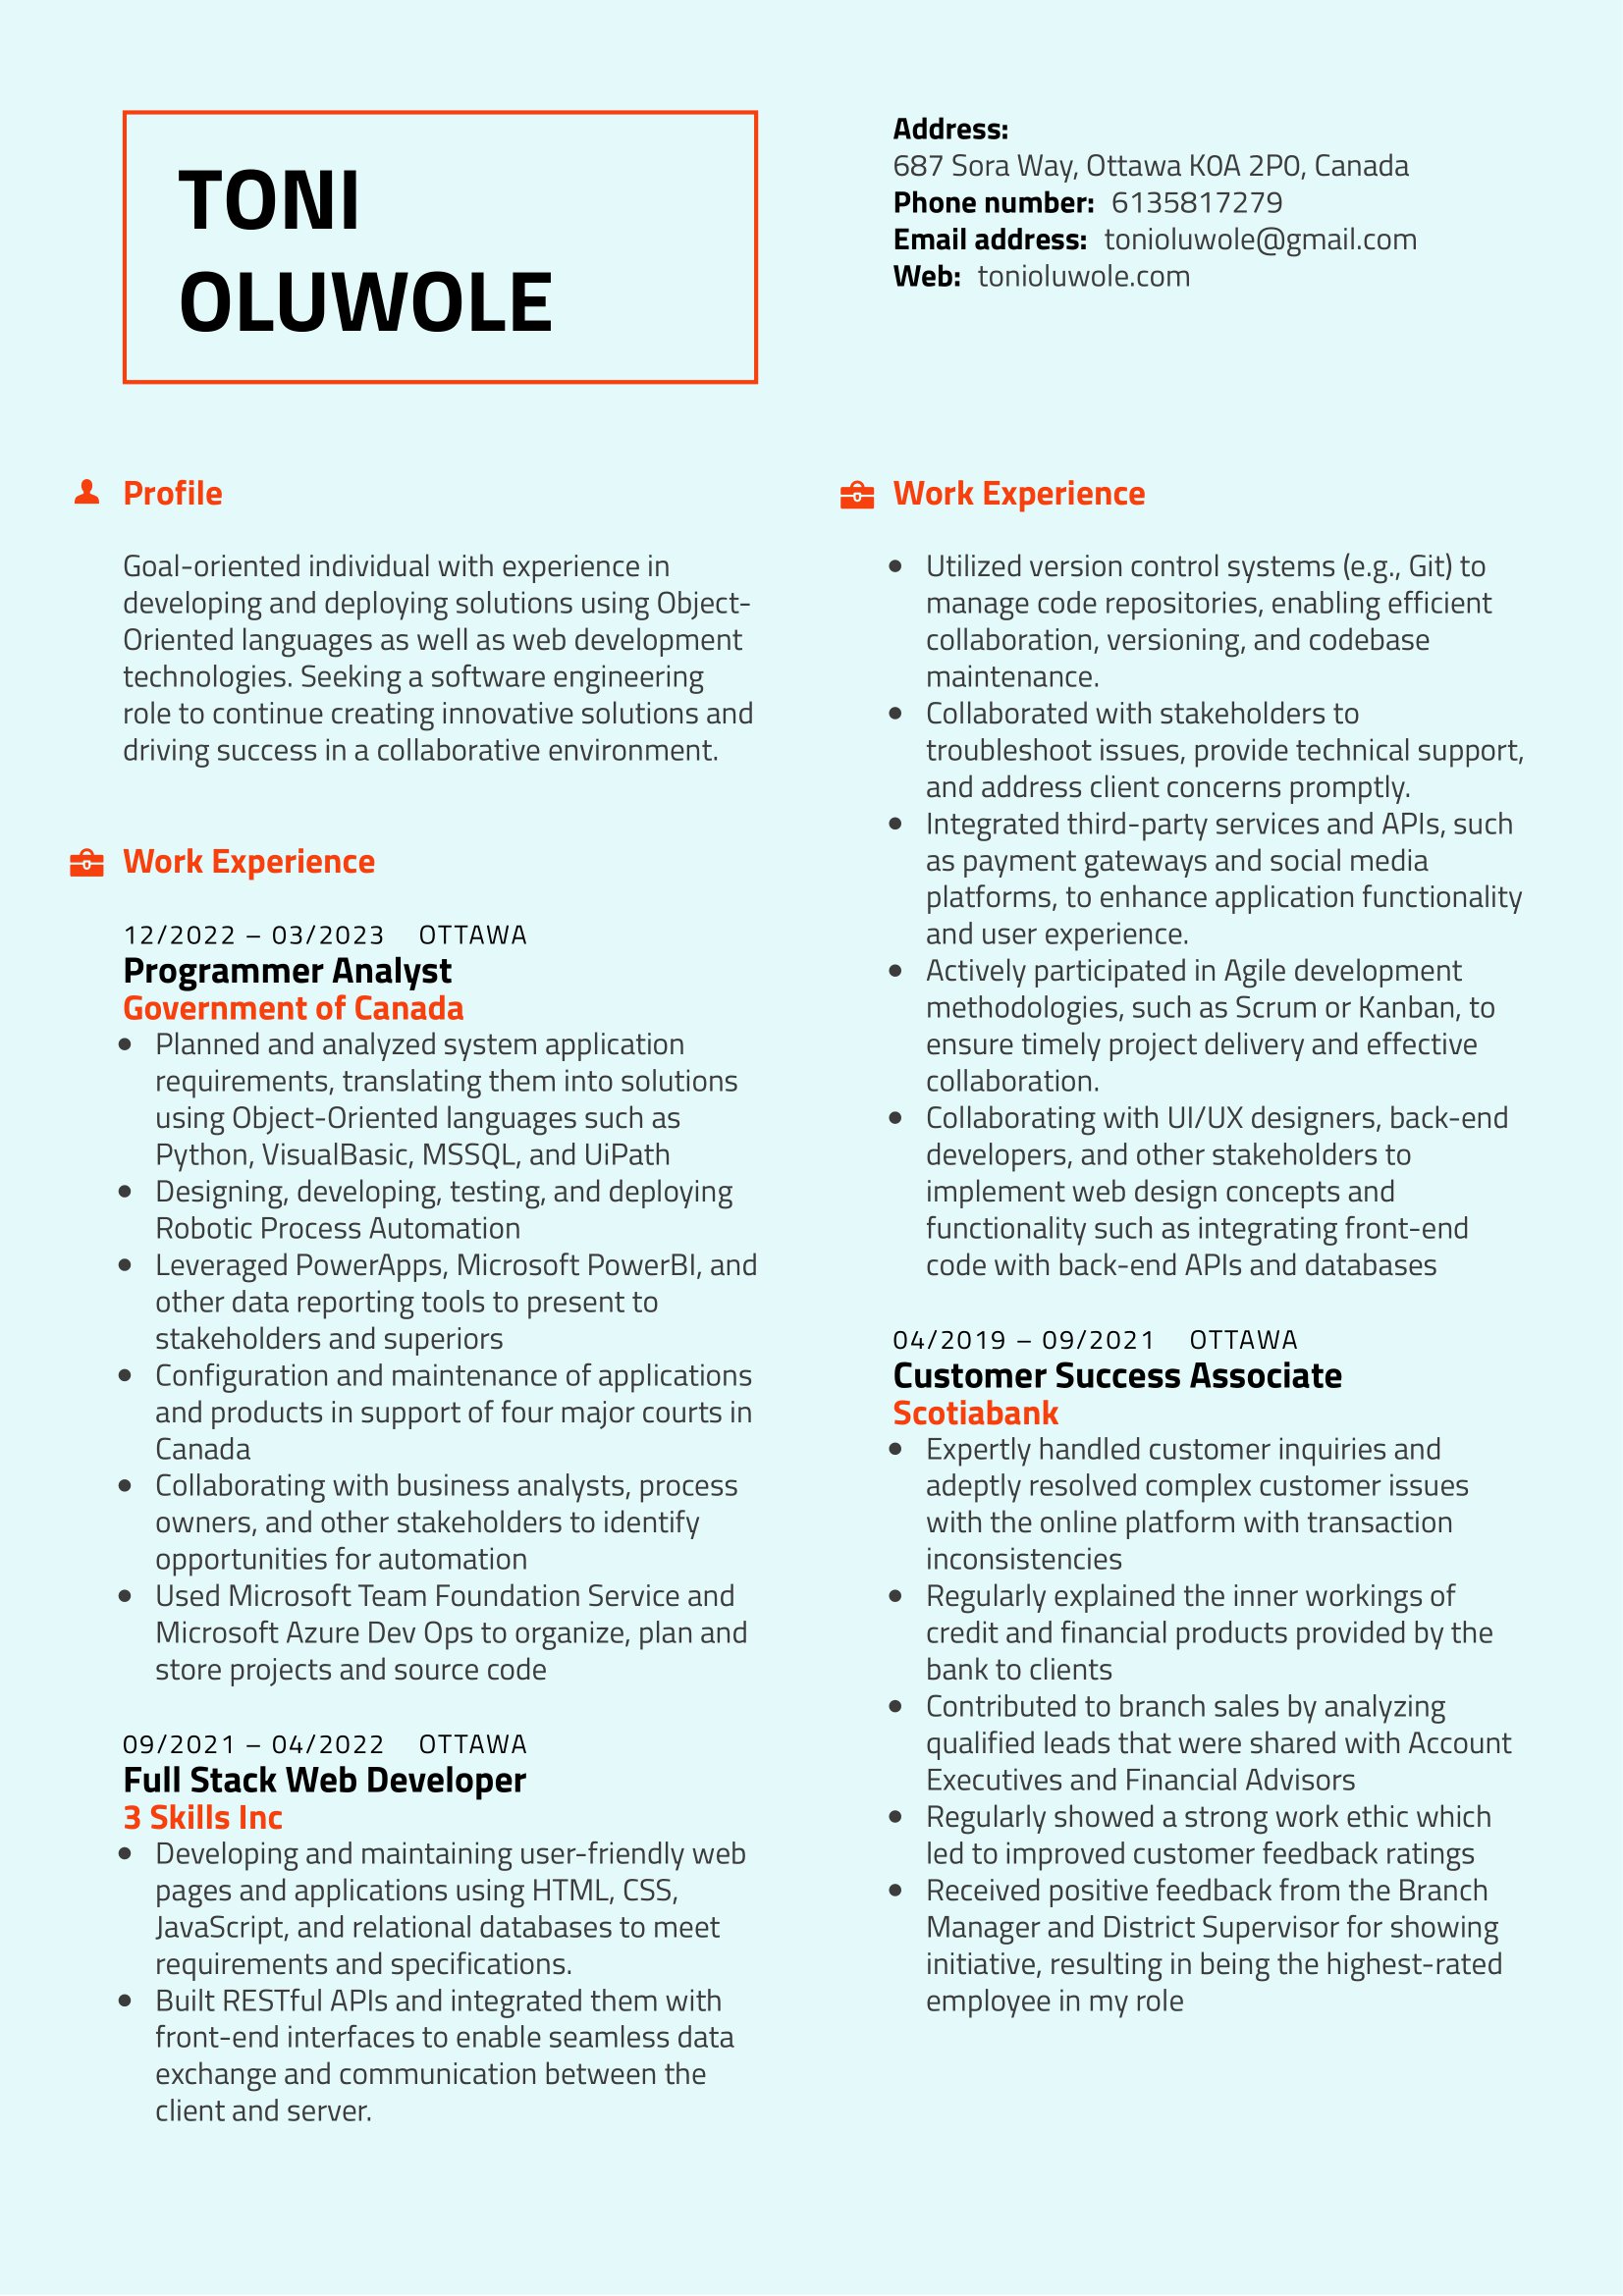 TONI
OLUWOLE
Address:
687 Sora Way, Ottawa K0A 2P0, Canada
Phone number: 6135817279
Email address: tonioluwole@gmail.com
Web: tonioluwole.com
Profile
Goal-oriented individual with experience in
developing and deploying solutions using Object-
Oriented languages as well as web development
technologies. Seeking a software engineering
role to continue creating innovative solutions and
driving success in a collaborative environment.
Work Experience
12/2022 – 03/2023 OTTAWA
Programmer Analyst
Government of Canada
• Planned and analyzed system application
requirements, translating them into solutions
using Object-Oriented languages such as
Python, VisualBasic, MSSQL, and UiPath
• Designing, developing, testing, and deploying
Robotic Process Automation
• Leveraged PowerApps, Microsoft PowerBI, and
other data reporting tools to present to
stakeholders and superiors
• Configuration and maintenance of applications
and products in support of four major courts in
Canada
• Collaborating with business analysts, process
owners, and other stakeholders to identify
opportunities for automation
• Used Microsoft Team Foundation Service and
Microsoft Azure Dev Ops to organize, plan and
store projects and source code
09/2021 – 04/2022 OTTAWA
Full Stack Web Developer
3 Skills Inc
• Developing and maintaining user-friendly web
pages and applications using HTML, CSS,
JavaScript, and relational databases to meet
requirements and specifications.
• Built RESTful APIs and integrated them with
front-end interfaces to enable seamless data
exchange and communication between the
client and server.
Work Experience
• Utilized version control systems (e.g., Git) to
manage code repositories, enabling efficient
collaboration, versioning, and codebase
maintenance.
• Collaborated with stakeholders to
troubleshoot issues, provide technical support,
and address client concerns promptly.
• Integrated third-party services and APIs, such
as payment gateways and social media
platforms, to enhance application functionality
and user experience.
• Actively participated in Agile development
methodologies, such as Scrum or Kanban, to
ensure timely project delivery and effective
collaboration.
• Collaborating with UI/UX designers, back-end
developers, and other stakeholders to
implement web design concepts and
functionality such as integrating front-end
code with back-end APIs and databases
04/2019 – 09/2021 OTTAWA
Customer Success Associate
Scotiabank
• Expertly handled customer inquiries and
adeptly resolved complex customer issues
with the online platform with transaction
inconsistencies
• Regularly explained the inner workings of
credit and financial products provided by the
bank to clients
• Contributed to branch sales by analyzing
qualified leads that were shared with Account
Executives and Financial Advisors
• Regularly showed a strong work ethic which
led to improved customer feedback ratings
• Received positive feedback from the Branch
Manager and District Supervisor for showing
initiative, resulting in being the highest-rated
employee in my role